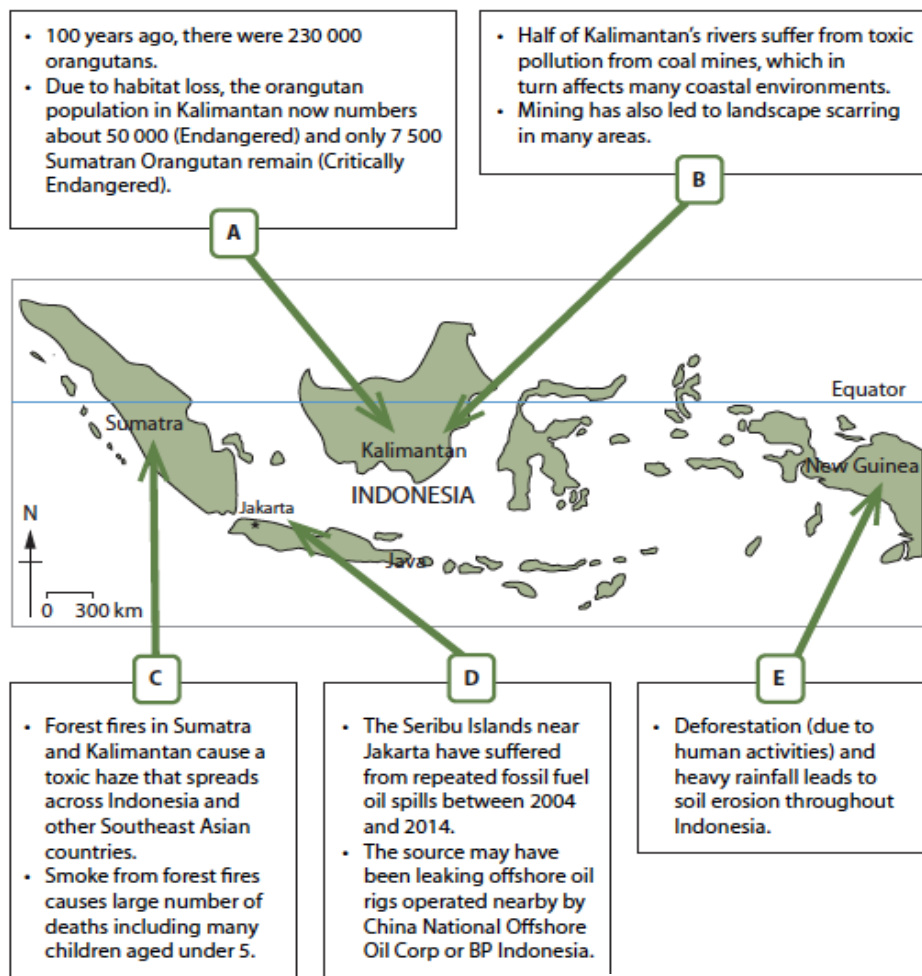 • 100 years ago, there were 230 000
orangutans.
• Due to habitat loss, the orangutan
population in Kalimantan now numbers
about 50 000 (Endangered) and only 7 500
Sumatran Orangutan remain (Critically
Endangered).
• Half of Kalimantan's rivers suffer from toxic
pollution from coal mines, which in
turn affects many coastal environments.
• Mining has also led to landscape scarring
in many areas.
A
B
Equator
Sumatra
Kalimantan
New Guinea
INDONESIA
Jakarta
N
Java
0 300 km
C
D
E
• Forest fires in Sumatra
and Kalimantan cause a
toxic haze that spreads
across Indonesia and
other Southeast Asian
countries.
• Smoke from forest fires
causes large number of
deaths including many
children aged under 5.
• The Seribu Islands near
Jakarta have suffered
from repeated fossil fuel
oil spills between 2004
and 2014.
• The source may have
been leaking offshore oil
rigs operated nearby by
China National Offshore
Oil Corp or BP Indonesia.
• Deforestation (due to
human activities) and
heavy rainfall leads to
soil erosion throughout
Indonesia.